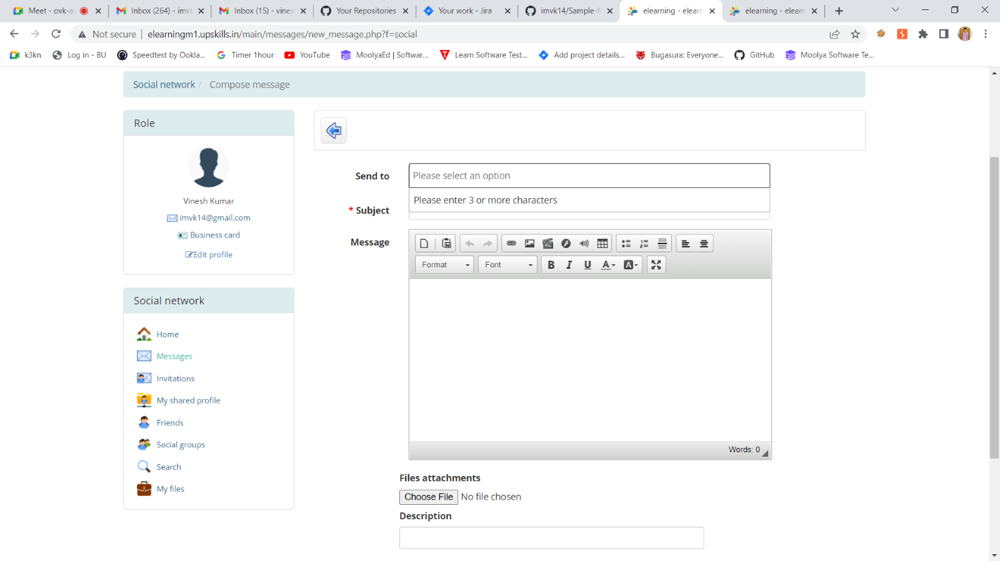 Meet - ovk-a
Inbox (264) - imvk
Inbox (15) - vines
Your Repositories
Your work - Jira
imvk14/Sample-fi
elearning - elearn
elearning - elearn
Not secure | elearningm1.upskills.in/main/messages/new_message.php?f=social
k3kn
Log in - BU
Speedtest by Ookla...
Timer 1hour
YouTube
MoolyaEd | Softwar...
Learn Software Test...
Add project details...
Bugasura: Everyone...
GitHub
Moolya Software Te...
Social network / Compose message
Role
Vinesh Kumar
imvk14@gmail.com
Business card
Edit profile
Social network
Home
Messages
Invitations
My shared profile
Friends
Social groups
Search
My files
Send to
Please select an option
Please enter 3 or more characters
* Subject
Message
Format
Font
B I U A A
Words: 0
Files attachments
Choose File No file chosen
Description